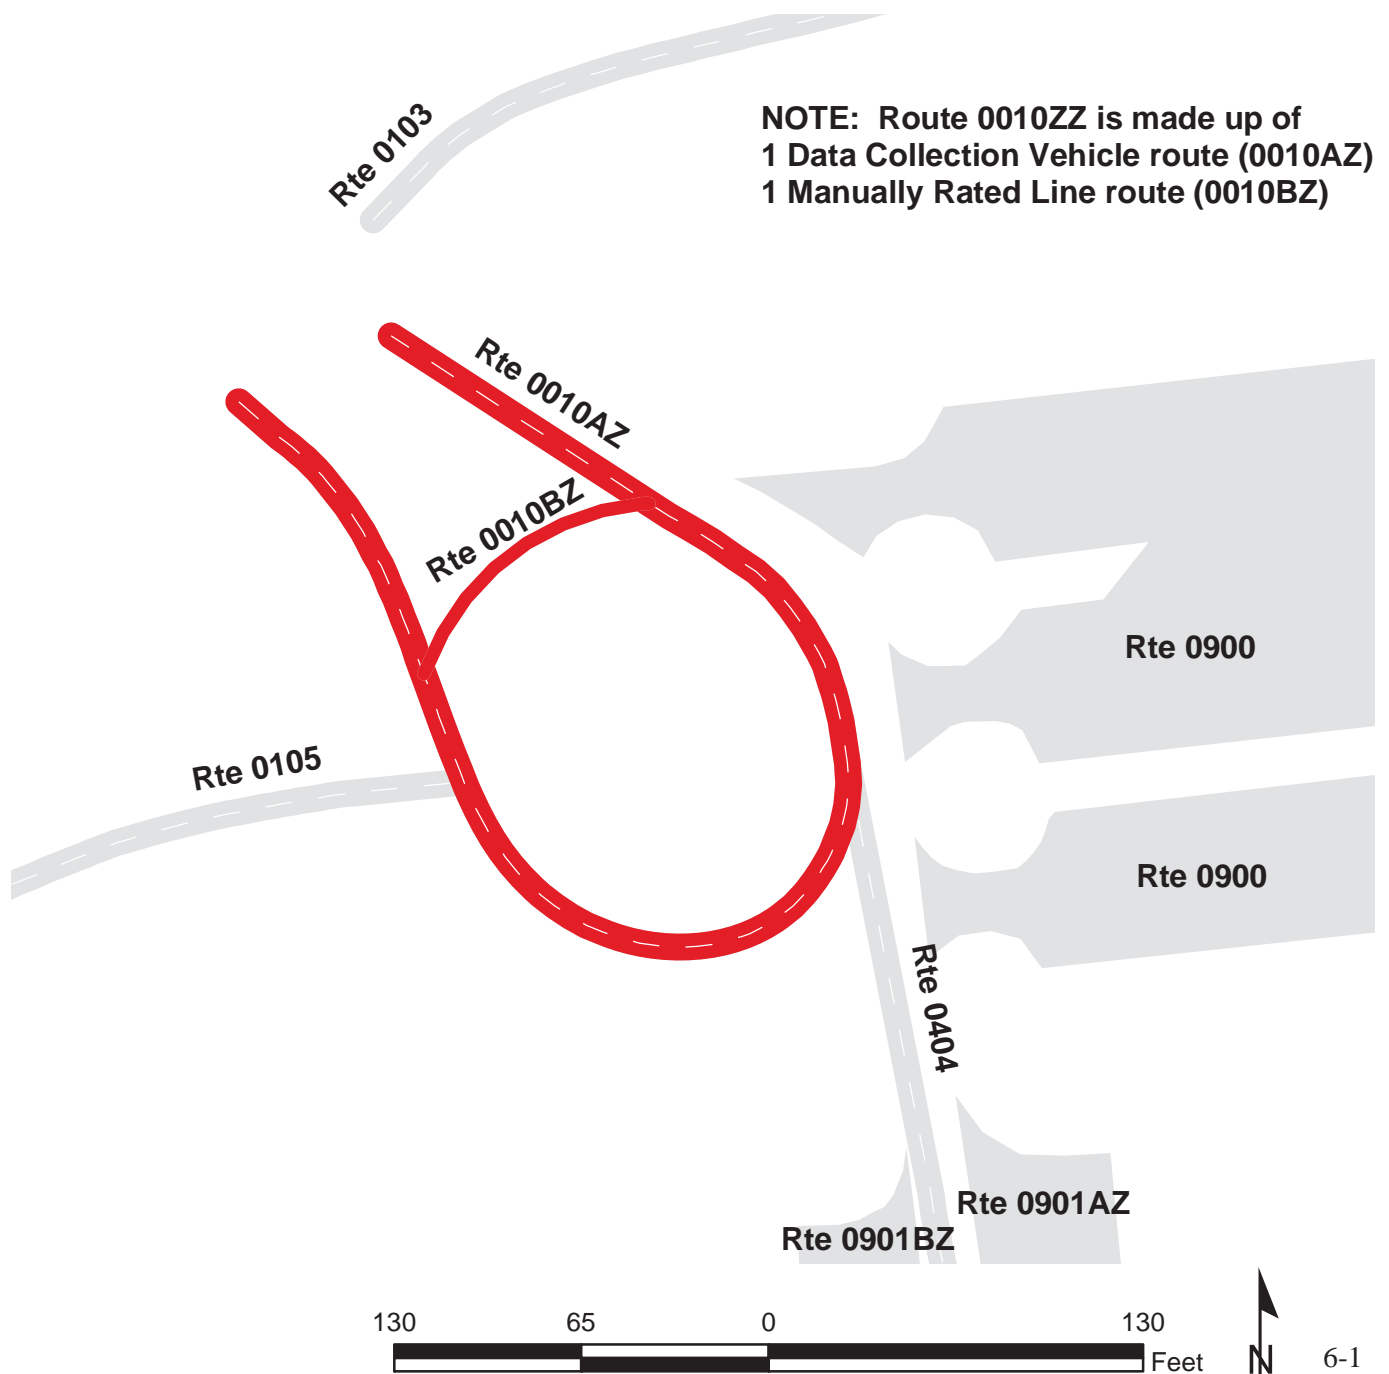 Rte 0103
NOTE: Route 0010ZZ is made up of
1 Data Collection Vehicle route (0010AZ)
1 Manually Rated Line route (0010BZ)
Rte 0010AZ
Rte 0010BZ
Rte 0900
Rte 0105
Rte 0900
Rte 0404
Rte 0901AZ
Rte 0901BZ
130 65 0 130
Feet
N
6-1